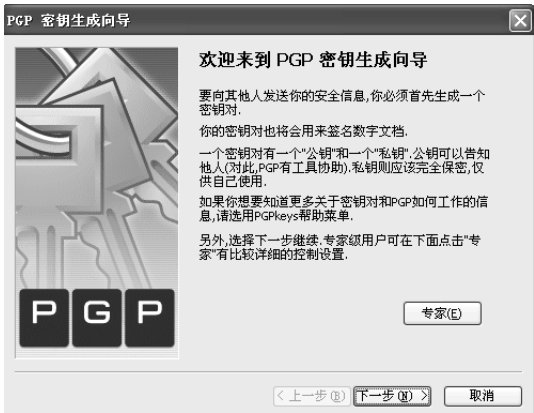 PGP 密钥生成向导
欢迎来到 PGP 密钥生成向导
要向其他人发送你的安全信息,你必须首先生成一个
密钥对.
你的密钥对也将会用来签名数字文档.
一个密钥对有一个"公钥"和一个"私钥".公钥可以告知
他人(对此,PGP有工具协助).私钥则应该完全保密,仅
供自己使用.
如果你想要知道更多关于密钥对和PGP如何工作的信
息,请选用PGPkeys帮助菜单.
另外,选择下一步继续.专家级用户可在下面点击"专
家"有比较详细的控制设置.
PGP
专家(E)
< 上一步(B)
下一步(N) >
取消